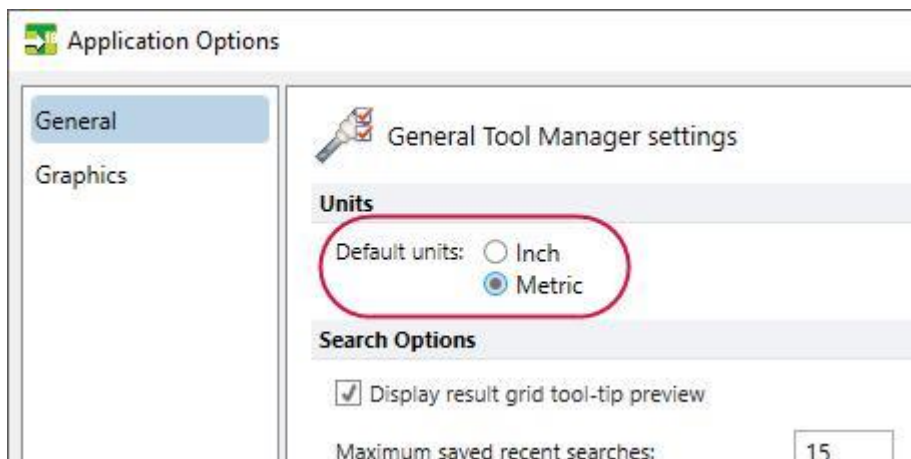 Application Options
General
Graphics
General Tool Manager settings
Units
Default units: Inch
Metric
Search Options
Display result grid tool-tip preview
Maximum saved recent searches: 15